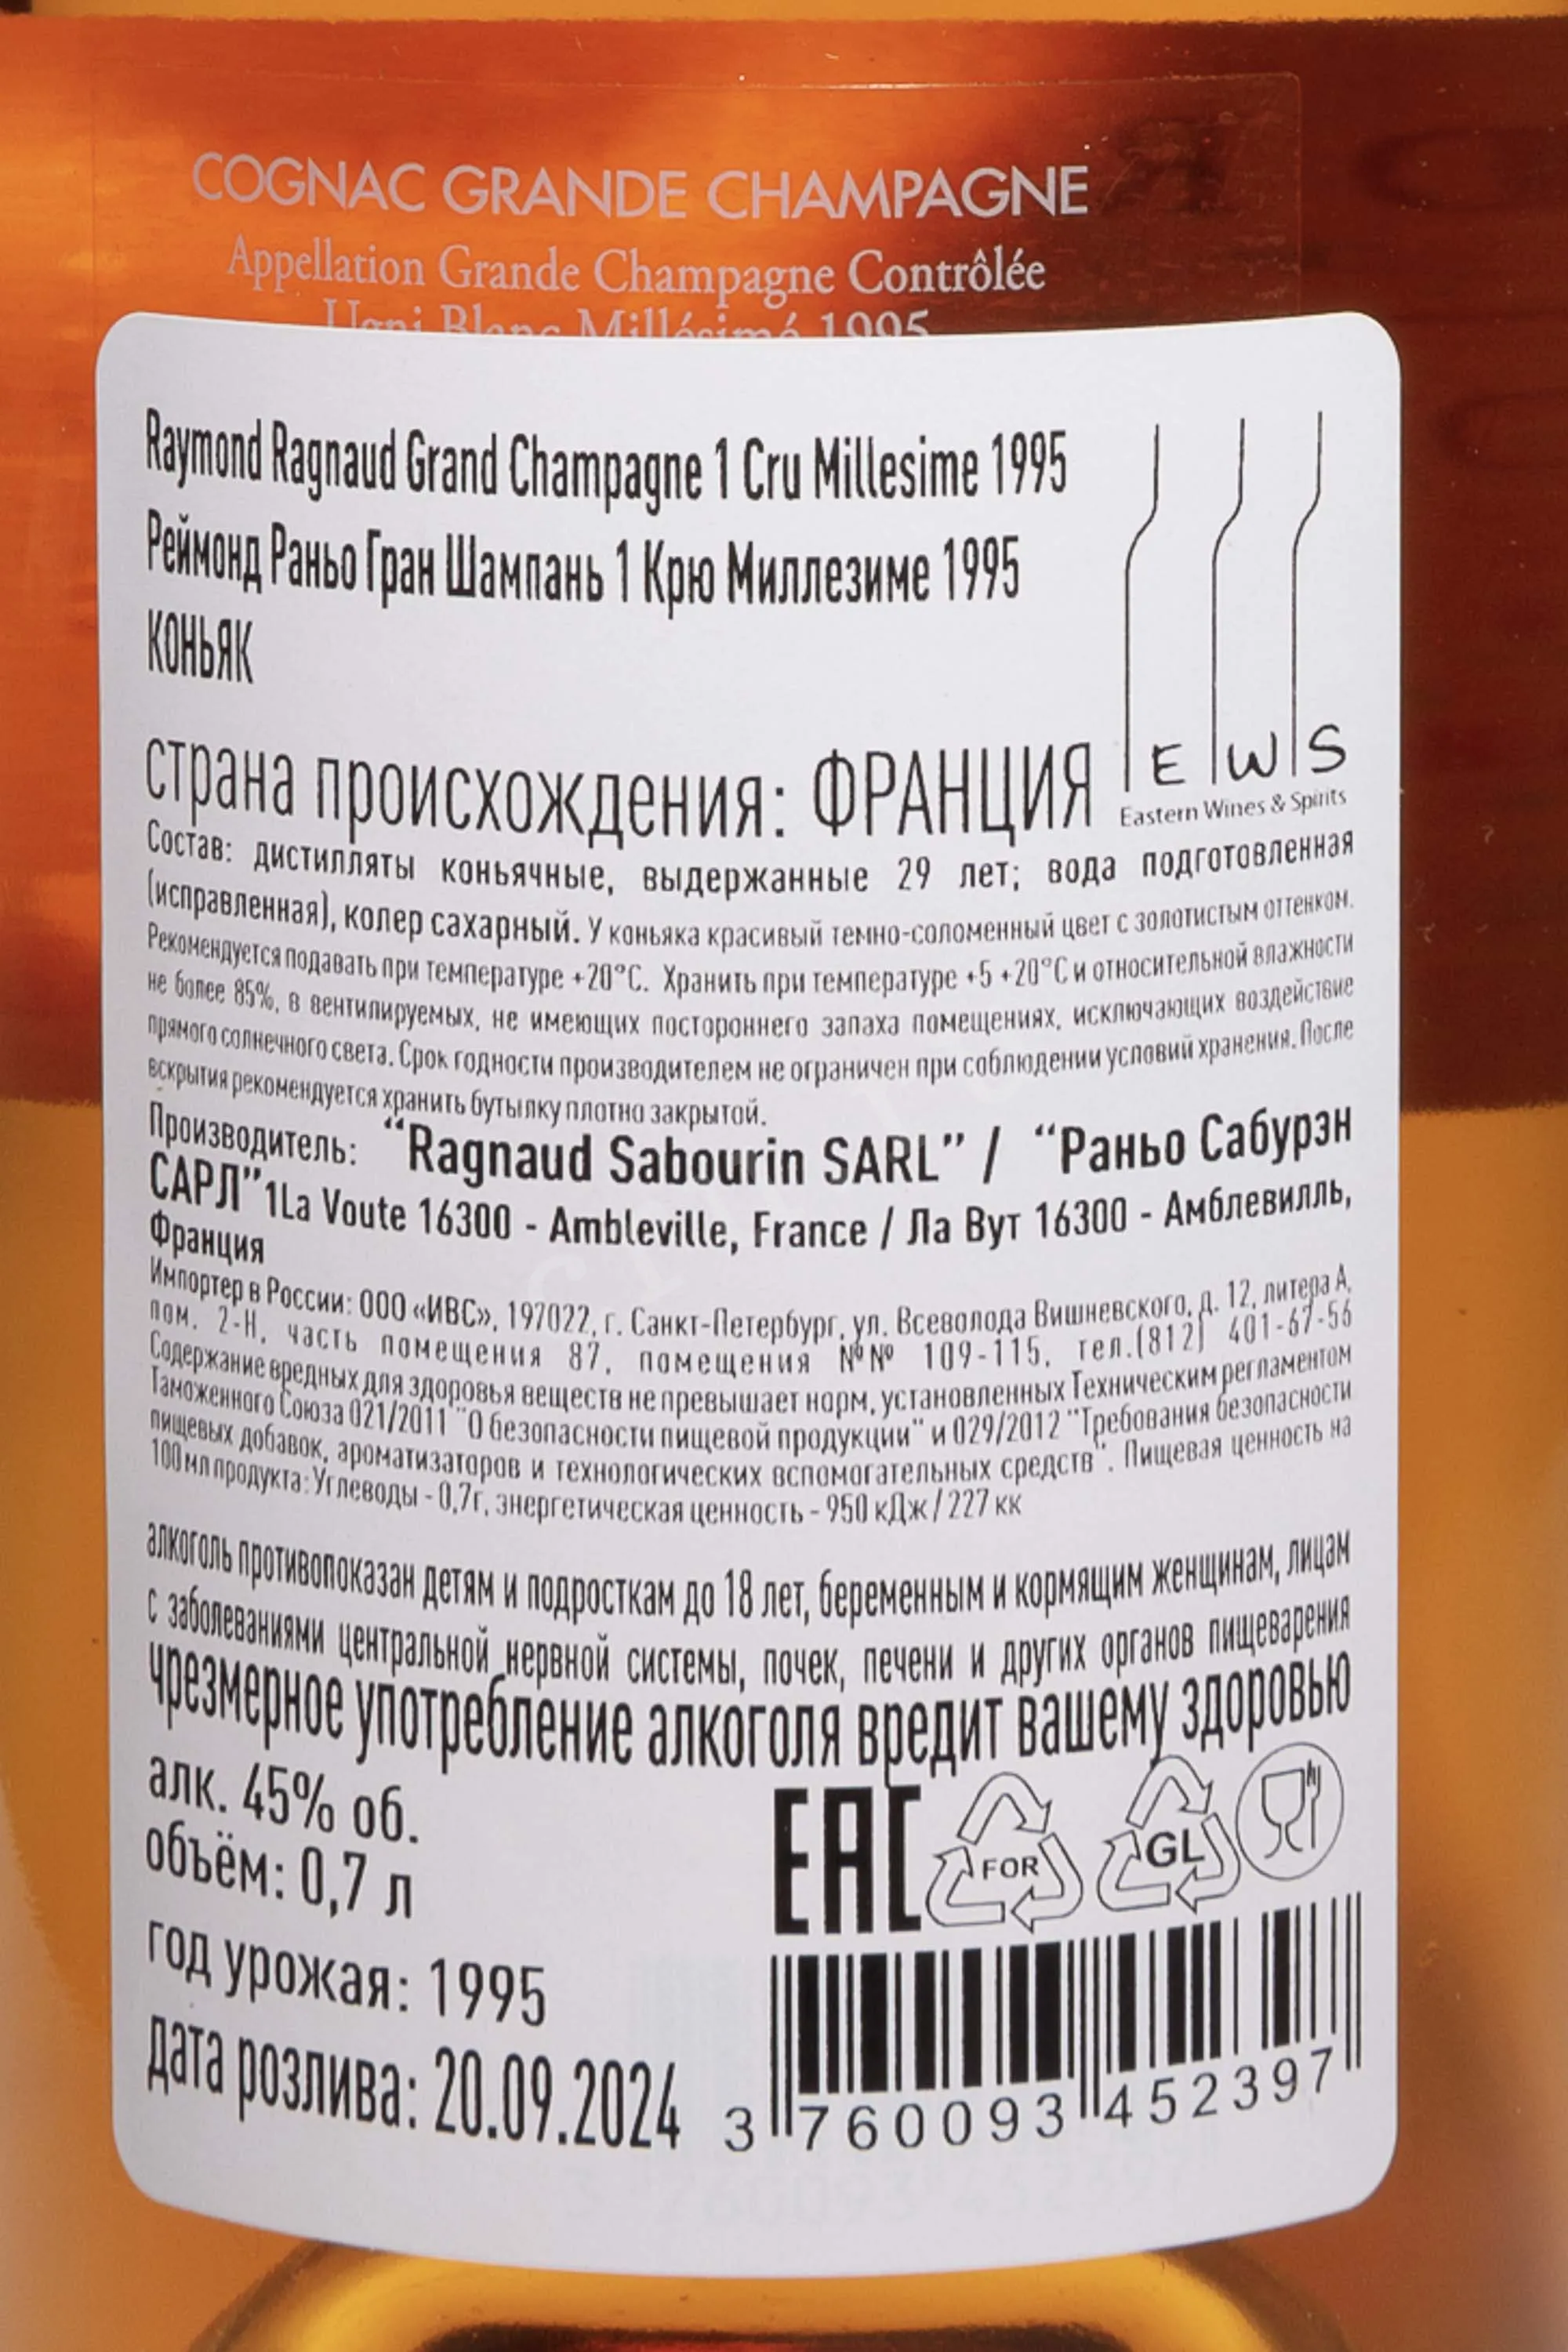 COGNAC GRANDE CHAMPAGNE
Appellation Grande Champagne Contrôlée
Ugni Blanc Millésimé 1995
Raymond Ragnaud Grand Champagne 1 Cru Millesime 1995
Реймонд Раньо Гран Шампань 1 Крю Миллезиме 1995
КОНЬЯК
E W S
Eastern Wines & Spirits
страна происхождения: ФРАНЦИЯ
Состав: дистилляты коньячные, выдержанные 29 лет; вода подготовленная
(исправленная), колер сахарный. У коньяка красивый темно-соломенный цвет с золотистым оттенком.
Рекомендуется подавать при температуре +20°С. Хранить при температуре +5 +20°С и относительной влажности
не более 85%, в вентилируемых, не имеющих постороннего запаха помещениях, исключающих воздействие
прямого солнечного света. Срок годности производителем не ограничен при соблюдении условий хранения. После
вскрытия рекомендуется хранить бутылку плотно закрытой.
Производитель: “Ragnaud Sabourin SARL” / “Раньо Сабурэн
САРЛ”1La Voute 16300 - Ambleville, France / Ла Вут 16300 - Амблевилль,
Франция
Импортер в России: ООО «ИВС», 197022, г. Санкт-Петербург, ул. Всеволода Вишневского, д. 12, литера А,
пом. 2-Н, часть помещения 87, помещения №№ 109-115, тел.(812) 401-67-56
Содержание вредных для здоровья веществ не превышает норм, установленных Техническим регламентом
Таможенного Союза 021/2011 "О безопасности пищевой продукции" и 029/2012 "Требования безопасности
пищевых добавок, ароматизаторов и технологических вспомогательных средств". Пищевая ценность на
100 мл продукта: Углеводы - 0,7г, энергетическая ценность - 950 кДж / 227 кк
алкоголь противопоказан детям и подросткам до 18 лет, беременным и кормящим женщинам, лицам
с заболеваниями центральной нервной системы, почек, печени и других органов пищеварения
чрезмерное употребление алкоголя вредит вашему здоровью
алк. 45% об.
объём: 0,7 л
год урожая: 1995
дата розлива: 20.09.2024
EAC
FOR
GL
3 760093 452397